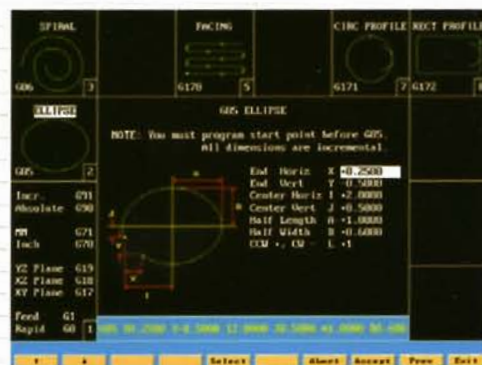 SPIRAL
G06 3
FACING
G170 5
CIRC PROFILE
G171 7
RECT PROFILE
G172
ELLIPSE
G05 2
G05 ELLIPSE
NOTE: You must program start point before G05.
All dimensions are incremental.
End Horiz X +0.2500
End Vert Y -0.5000
Center Horiz I +2.0000
Center Vert J +0.5000
Half Length A +1.0000
Half Width B +0.6000
CCW +, CW - L +1
Incr. G91
Absolute G90
MM G71
Inch G70
YZ Plane G19
XZ Plane G18
XY Plane G17
Feed G1
Rapid G0 1
Select Abort Accept Prev Exit